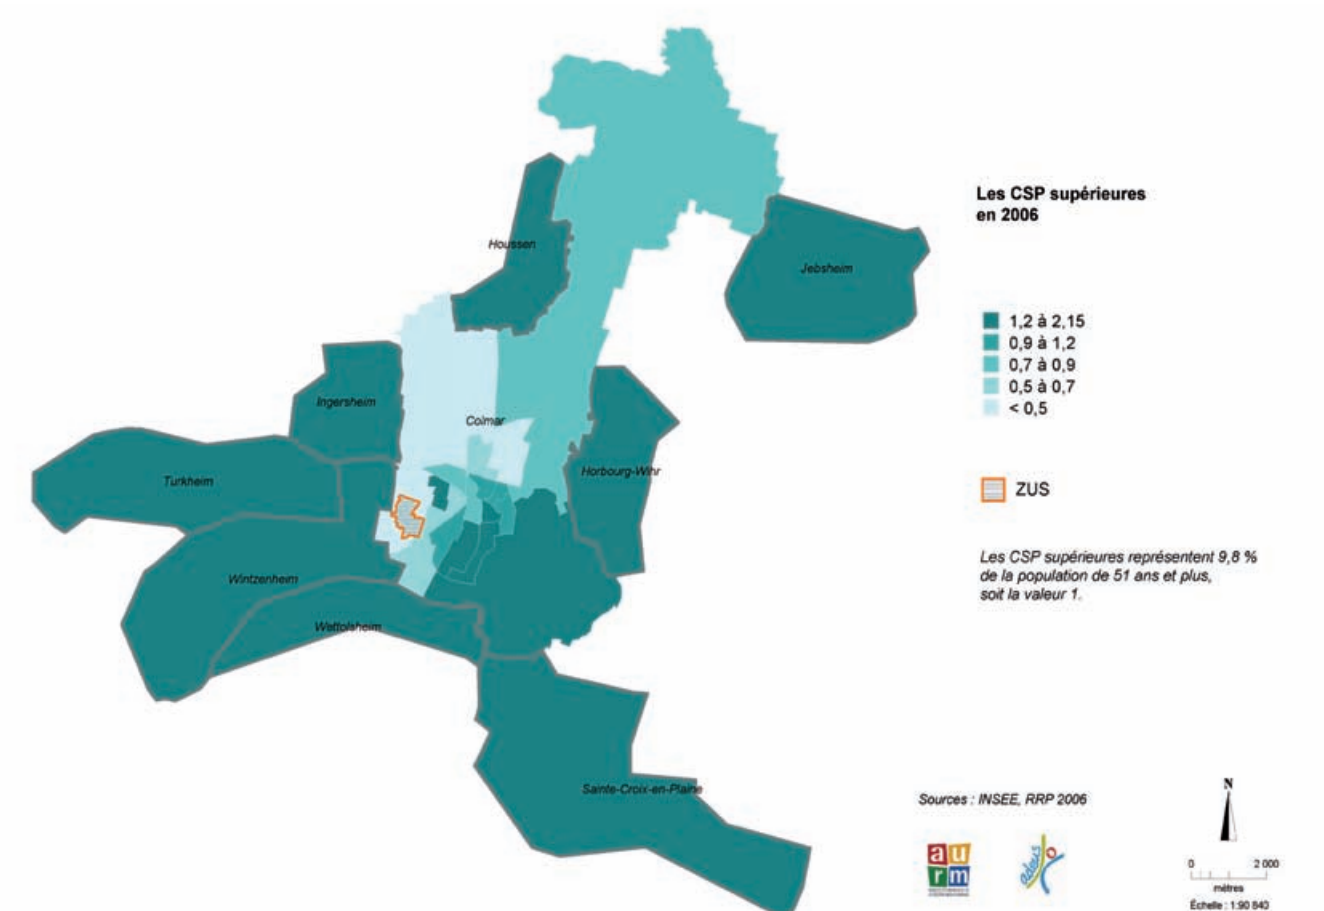 Les CSP supérieures
en 2006
Houssen
Jebsheim
1,2 à 2,15
0,9 à 1,2
0,7 à 0,9
0,5 à 0,7
< 0,5
Ingersheim
Colmar
Turkheim
Horbourg-Wihr
ZUS
Les CSP supérieures représentent 9,8 %
de la population de 51 ans et plus,
soit la valeur 1.
Wintzenheim
Wettolsheim
Sainte-Croix-en-Plaine
Sources : INSEE, RRP 2006
N
au
rm
adeus
0 2 000
mètres
Échelle : 1:90 840